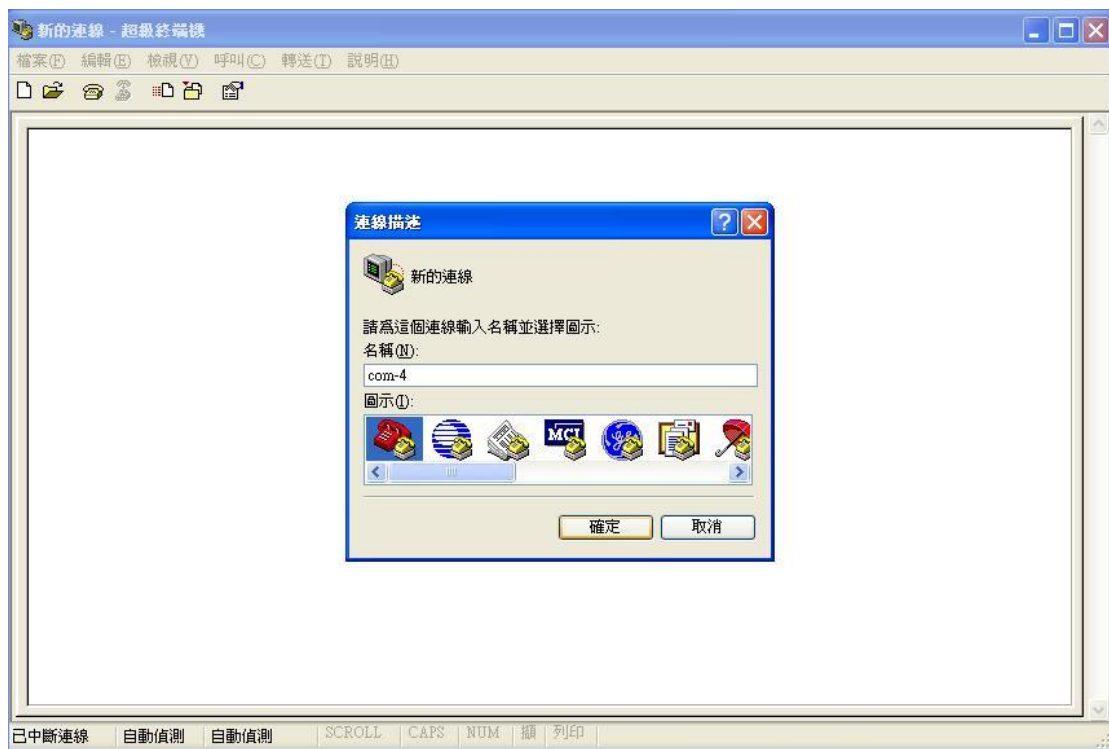 新的連線 - 超級終端機
檔案(F) 編輯(E) 檢視(V) 呼叫(C) 轉送(T) 說明(H)
連線描述
新的連線
請為這個連線輸入名稱並選擇圖示:
名稱(N):
com-4
圖示(I):
MCI
確定 取消
已中斷連線 自動偵測 自動偵測 SCROLL CAPS NUM 擷 列印